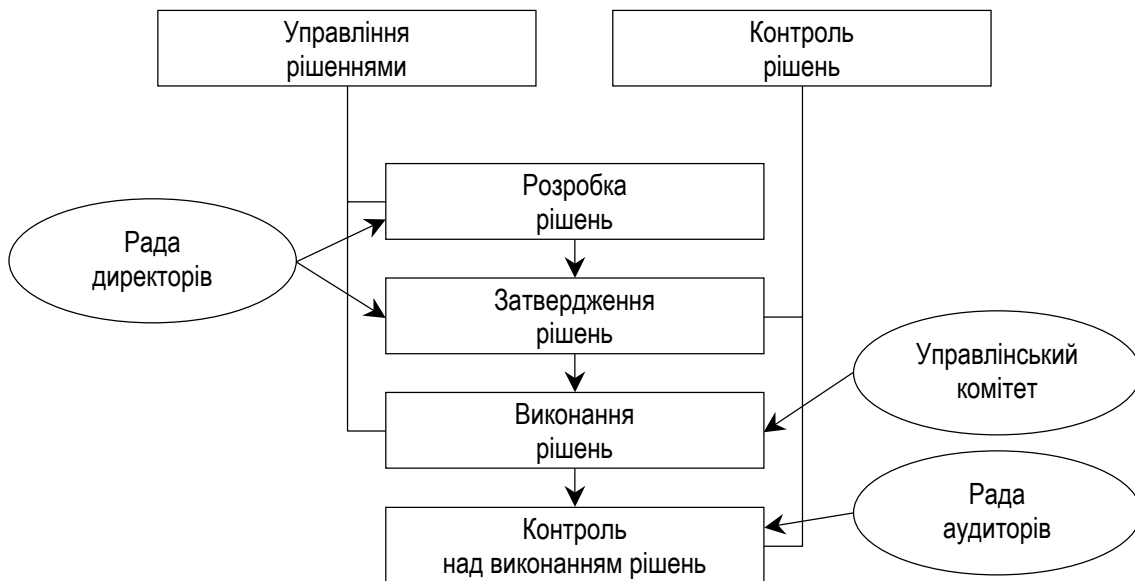 Управління
рішеннями
Контроль
рішень
Розробка
рішень
Рада
директорів
Затвердження
рішень
Управлінський
комітет
Виконання
рішень
Контроль
над виконанням рішень
Рада
аудиторів